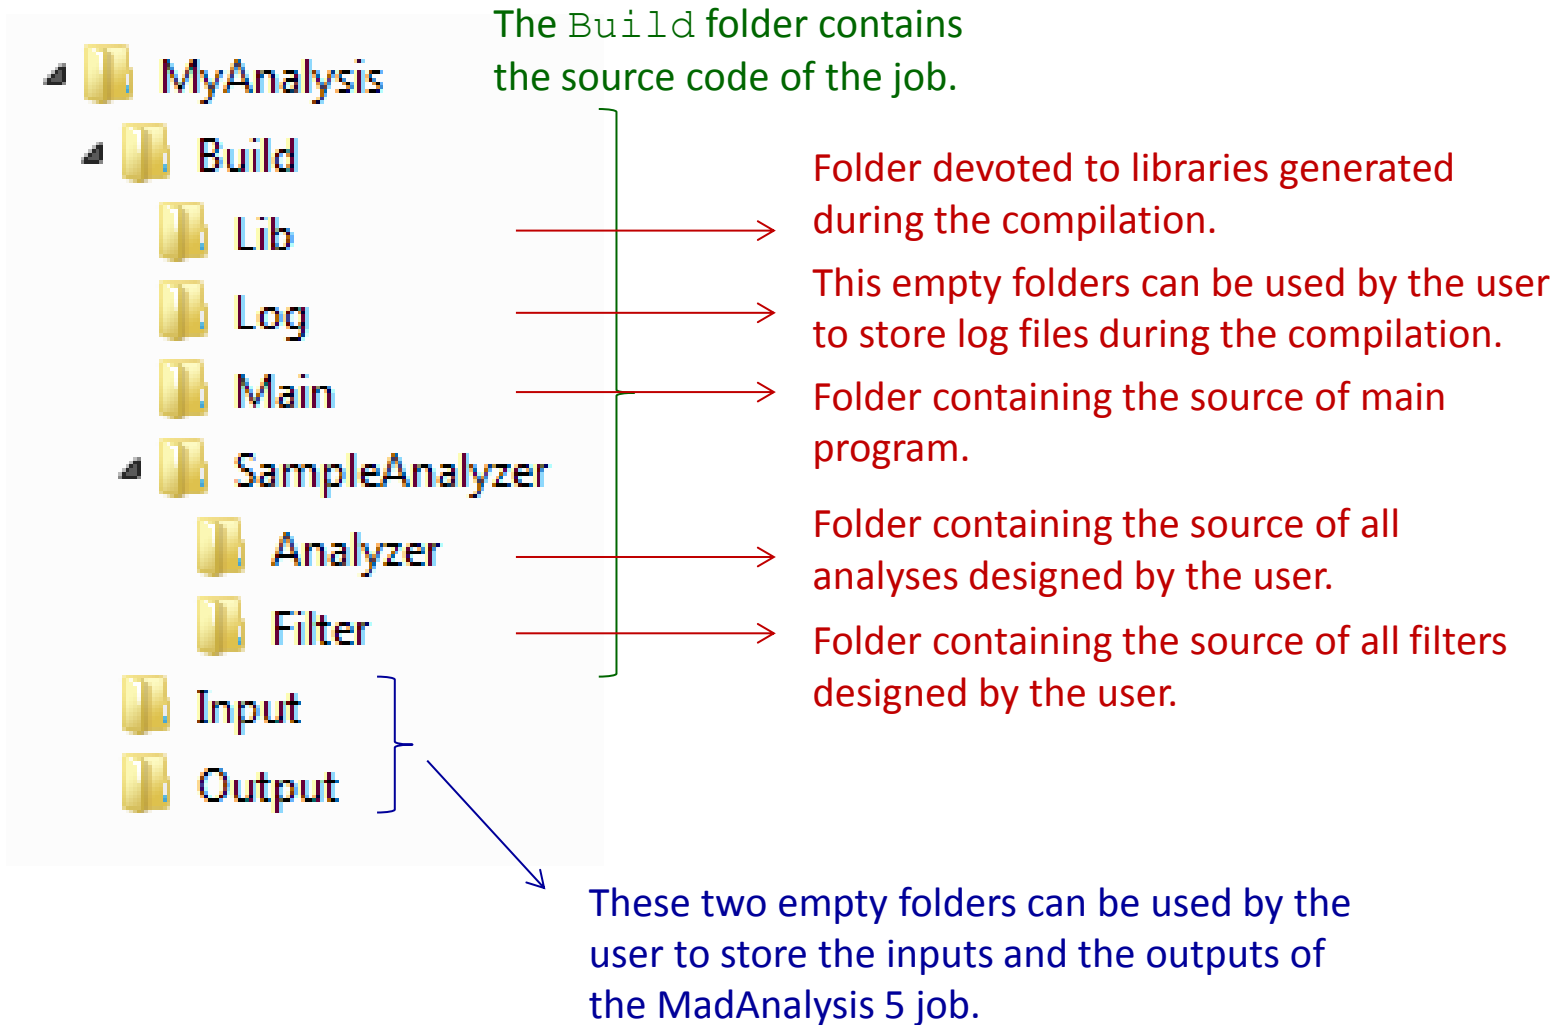 The Build folder contains
the source code of the job.
MyAnalysis
Build
Lib
Log
Main
SampleAnalyzer
Analyzer
Filter
Input
Output
Folder devoted to libraries generated
during the compilation.
This empty folders can be used by the user
to store log files during the compilation.
Folder containing the source of main
program.
Folder containing the source of all
analyses designed by the user.
Folder containing the source of all filters
designed by the user.
These two empty folders can be used by the
user to store the inputs and the outputs of
the MadAnalysis 5 job.